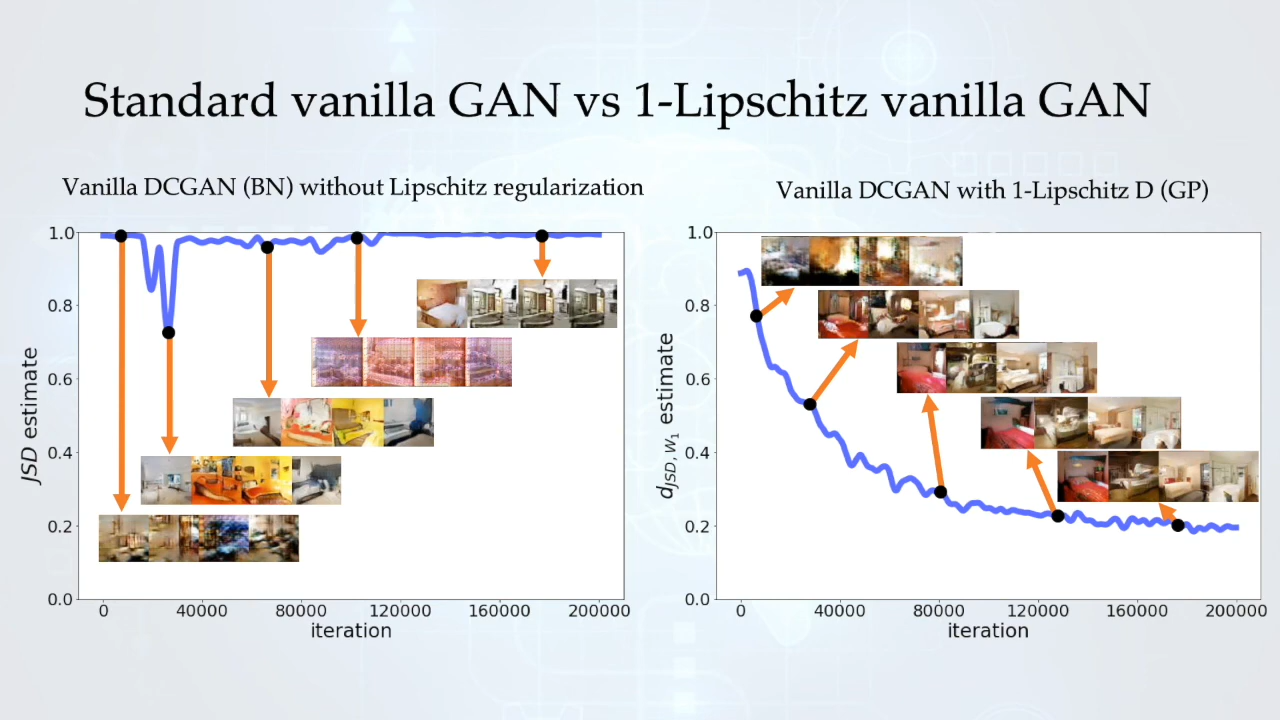 Standard vanilla GAN vs 1-Lipschitz vanilla GAN
Vanilla DCGAN (BN) without Lipschitz regularization
1.0
0.8
0.6
0.4
0.2
0.0
JSD estimate
0 40000 80000 120000 160000 200000
iteration
Vanilla DCGAN with 1-Lipschitz D (GP)
1.0
0.8
0.6
0.4
0.2
0.0
d_{JSD,W_1} estimate
0 40000 80000 120000 160000 200000
iteration